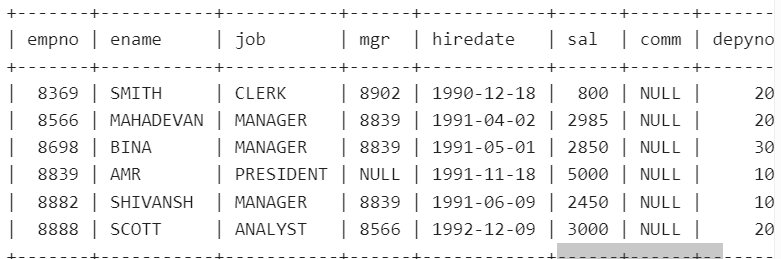 +-------+-----------+-----------+------+------------+------+------+-------
| empno | ename     | job       | mgr  | hiredate   | sal  | comm | depyno
+-------+-----------+-----------+------+------------+------+------+-------
|  8369 | SMITH     | CLERK     | 8902 | 1990-12-18 |  800 | NULL |     20
|  8566 | MAHADEVAN | MANAGER   | 8839 | 1991-04-02 | 2985 | NULL |     20
|  8698 | BINA      | MANAGER   | 8839 | 1991-05-01 | 2850 | NULL |     30
|  8839 | AMR       | PRESIDENT | NULL | 1991-11-18 | 5000 | NULL |     10
|  8882 | SHIVANSH  | MANAGER   | 8839 | 1991-06-09 | 2450 | NULL |     10
|  8888 | SCOTT     | ANALYST   | 8566 | 1992-12-09 | 3000 | NULL |     20
+-------+-----------+-----------+------+------------+------+------+-------